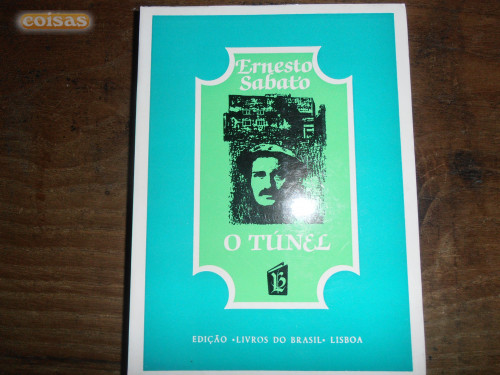 coisas
Ernesto
Sabato
O TÚNEL
EDIÇÃO «LIVROS DO BRASIL» LISBOA